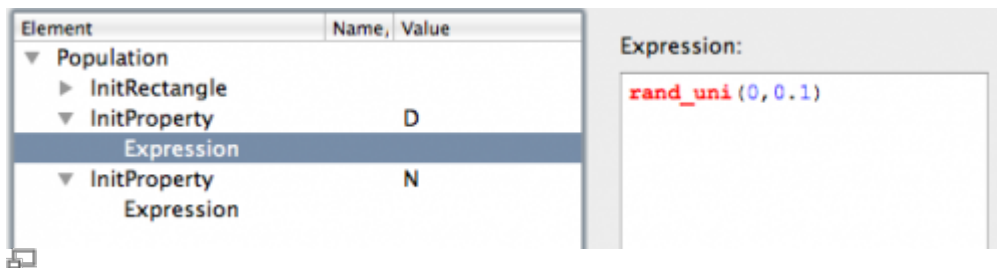 Element Name, Value
Population
InitRectangle
InitProperty D
Expression
InitProperty N
Expression
Expression:
rand_uni(0,0.1)